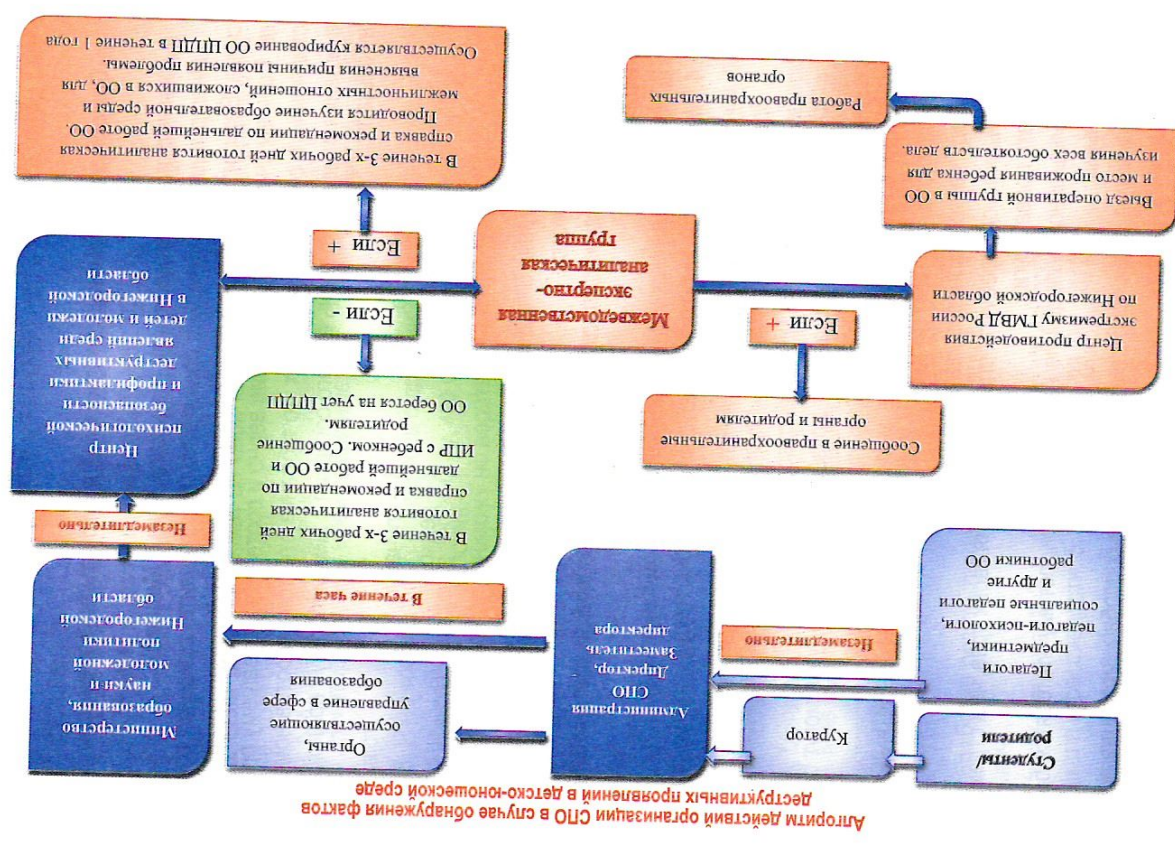 Алгоритм действий организации СПО в случае обнаружения фактов
деструктивных проявлений в детско-юношеской среде
Студенты/
родители
Куратор
Педагоги
предметники,
педагоги-психологи,
социальные педагоги
и другие
работники ОО
Незамедлительно
Администрация
СПО
Директор,
Заместитель
директора
Органы,
осуществляющие
управление в сфере
образования
В течение часа
Министерство
образования,
науки и
молодежной
политики
Нижегородской
области
Незамедлительно
Центр
психологической
безопасности
и профилактики
деструктивных
явлений среди
детей и молодежи
в Нижегородской
области
В течение 3-х рабочих дней
готовится аналитическая
справка и рекомендации по
дальнейшей работе ОО и
ИПР с ребенком. Сообщение
родителям.
ОО берется на учет ЦПДП
Если -
Если +
Межведомственная
экспертно-
аналитическая
группа
Сообщение в правоохранительные
органы и родителям
Если +
Центр противодействия
экстремизму ГМВД России
по Нижегородской области
Выезд оперативной группы в ОО
и место проживания ребенка для
изучения всех обстоятельств дела.
Работа правоохранительных
органов
В течение 3-х рабочих дней готовится аналитическая
справка и рекомендации по дальнейшей работе ОО.
Проводится изучение образовательной среды и
межличностных отношений, сложившихся в ОО, для
выяснения причины появления проблемы.
Осуществляется курирование ОО ЦПДП в течение 1 года